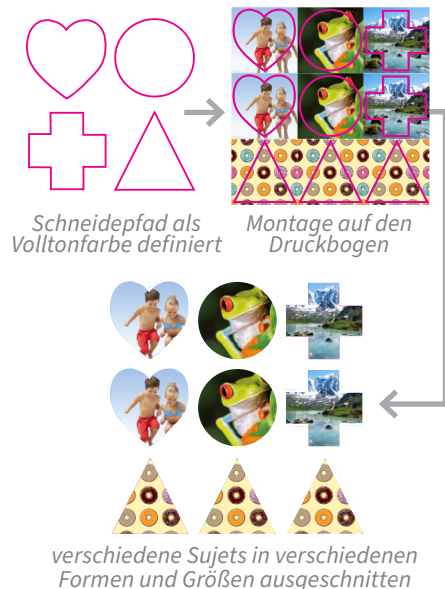 Schneidepfad als
Volltonfarbe definiert
Montage auf den
Druckbogen
verschiedene Sujets in verschiedenen
Formen und Größen ausgeschnitten